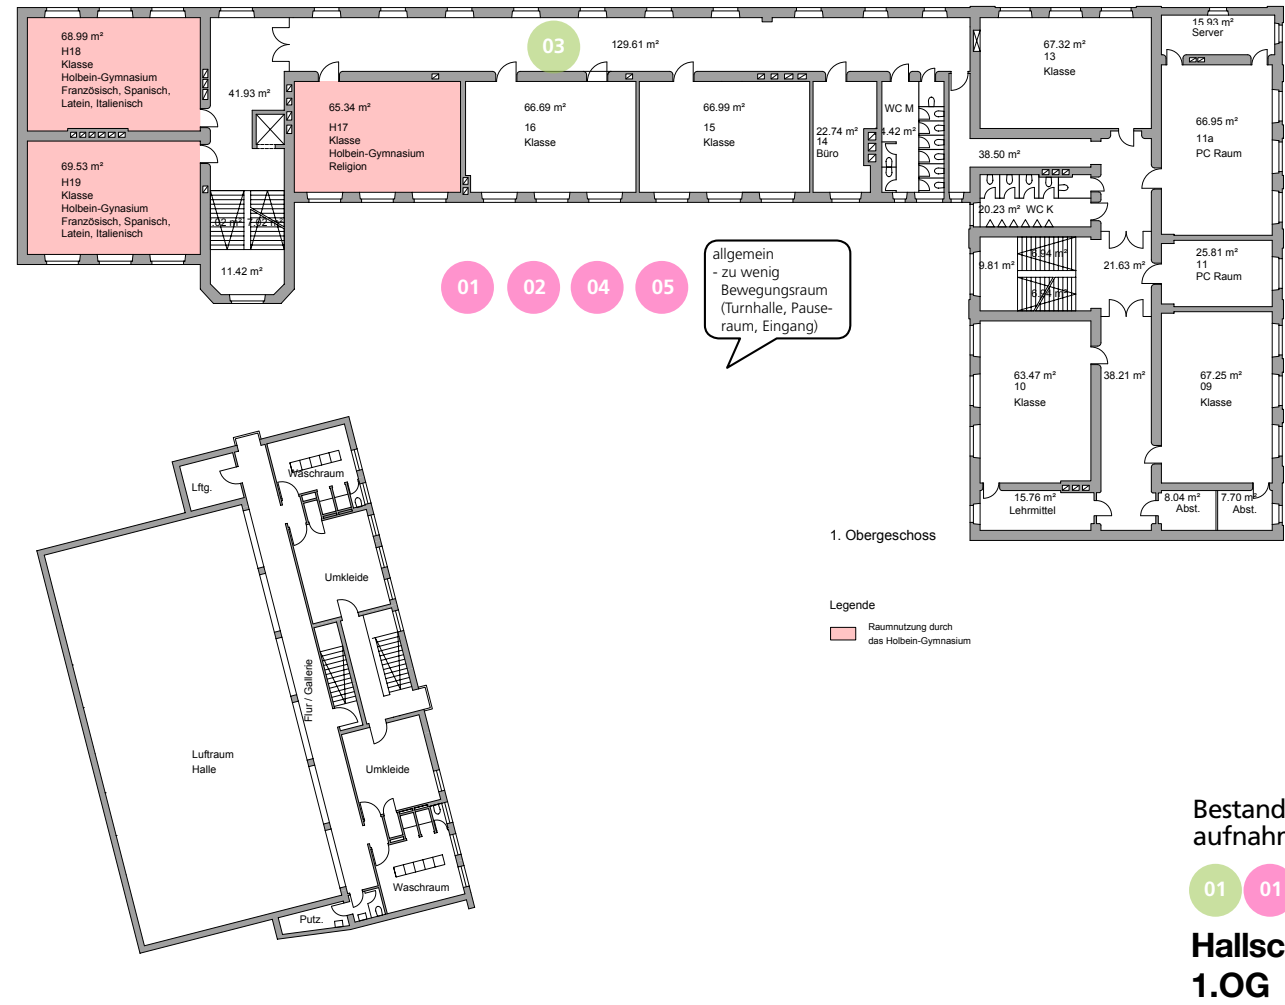 68.99 m²
H18
Klasse
Holbein-Gymnasium
Französisch, Spanisch,
Latein, Italienisch
69.53 m²
H19
Klasse
Holbein-Gynasium
Französisch, Spanisch,
Latein, Italienisch
41.93 m²
11.42 m²
65.34 m²
H17
Klasse
Holbein-Gymnasium
Religion
03
129.61 m²
66.69 m²
16
Klasse
66.99 m²
15
Klasse
22.74 m²
14
Büro
WC M
4.42 m²
67.32 m²
13
Klasse
15.93 m²
Server
66.95 m²
11a
PC Raum
38.50 m²
20.23 m² WC K
9.81 m²
6.94 m²
21.63 m²
25.81 m²
11
PC Raum
63.47 m²
10
Klasse
38.21 m²
67.25 m²
09
Klasse
15.76 m²
Lehrmittel
8.04 m²
Abst.
7.70 m²
Abst.
01 02 04 05
allgemein
- zu wenig
Bewegungsraum
(Turnhalle, Pause-
raum, Eingang)
1. Obergeschoss
Legende
Raumnutzung durch
das Holbein-Gymnasium
Waschraum
Lftg.
Umkleide
Flur / Gallerie
Luftraum
Halle
Umkleide
Waschraum
Putz.
Bestand
aufnahr
01 01
Hallsc
1.OG